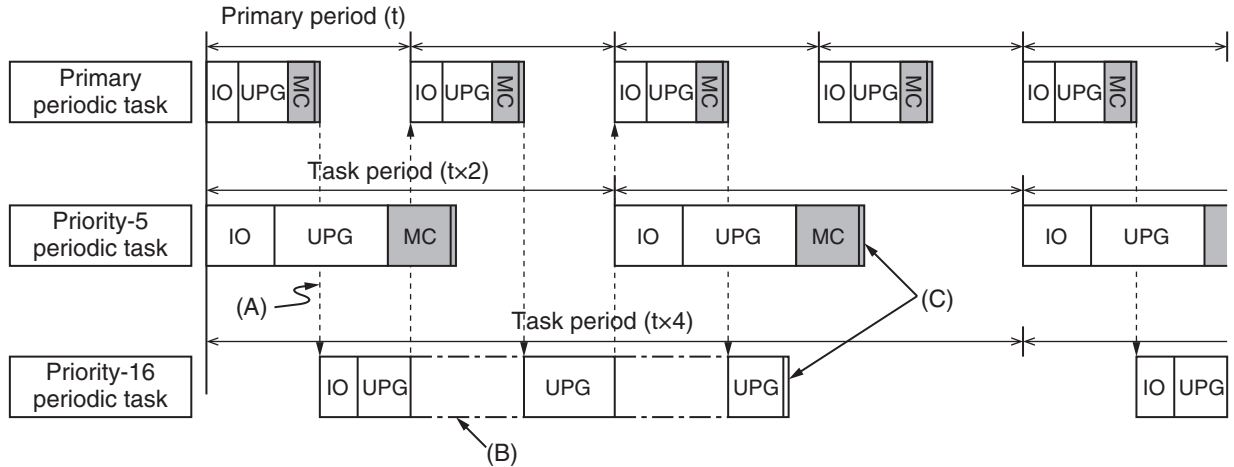 Primary period (t)
Primary
periodic task
IO UPG MC IO UPG MC IO UPG MC IO UPG MC IO UPG MC
Task period (t×2)
Priority-5
periodic task
IO UPG MC IO UPG MC IO UPG
(A)
(C)
Task period (t×4)
Priority-16
periodic task
IO UPG UPG UPG IO UPG
(B)